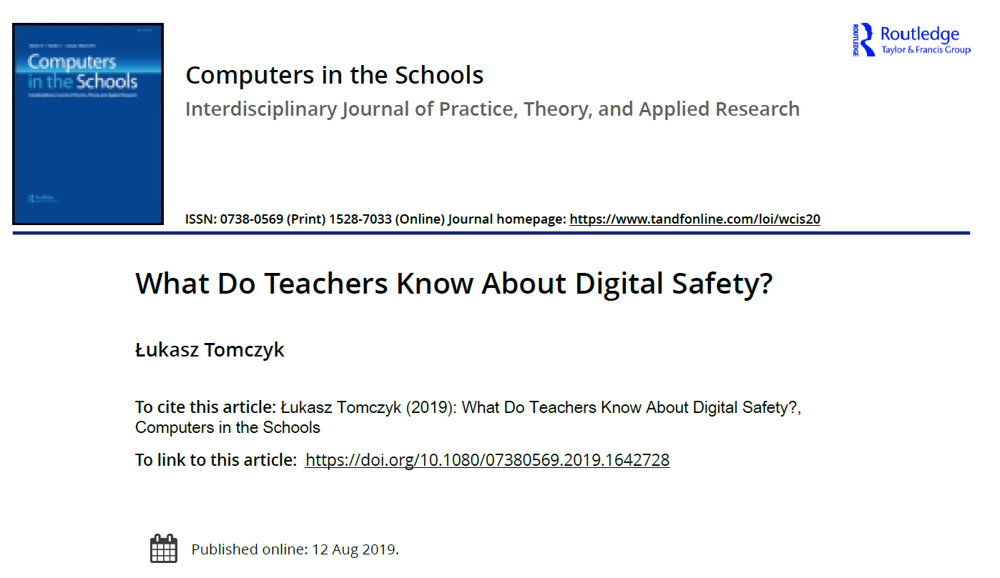 Routledge
Taylor & Francis Group
ROUTLEDGE
Computers
in the Schools
Computers in the Schools
Interdisciplinary Journal of Practice, Theory, and Applied Research
ISSN: 0738-0569 (Print) 1528-7033 (Online) Journal homepage: https://www.tandfonline.com/loi/wcis20
What Do Teachers Know About Digital Safety?
Łukasz Tomczyk
To cite this article: Łukasz Tomczyk (2019): What Do Teachers Know About Digital Safety?,
Computers in the Schools
To link to this article: https://doi.org/10.1080/07380569.2019.1642728
Published online: 12 Aug 2019.